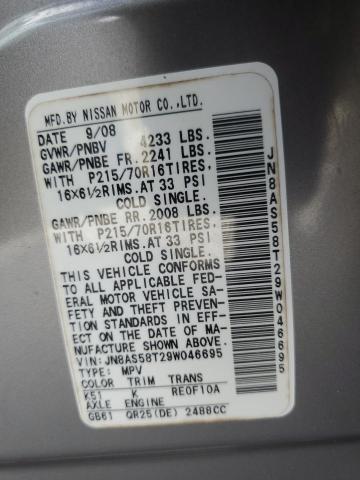 MFD.BY NISSAN MOTOR CO.,LTD.
DATE 9/08
GVWR/PNBV 4233 LBS.
GAWR/PNBE FR.2241 LBS.
WITH P215/70R16TIRES,
16X6½RIMS.AT 33 PSI
COLD SINGLE.
GAWR/PNBE RR.2008 LBS.
WITH P215/70R16TIRES,
16X6½RIMS.AT 33 PSI
COLD SINGLE.
THIS VEHICLE CONFORMS
TO ALL APPLICABLE FED-
ERAL MOTOR VEHICLE SA-
FETY AND THEFT PREVENTION
STANDARDS IN EFF-
ECT ON THE DATE OF MA-
NUFACTURE SHOWN ABOVE.
VIN:JN8AS58T29W046695
TYPE: MPV
COLOR TRIM TRANS
K51 K RE0F10A
AXLE ENGINE
GB61 QR25(DE) 2488CC
JN8AS58T29W046695